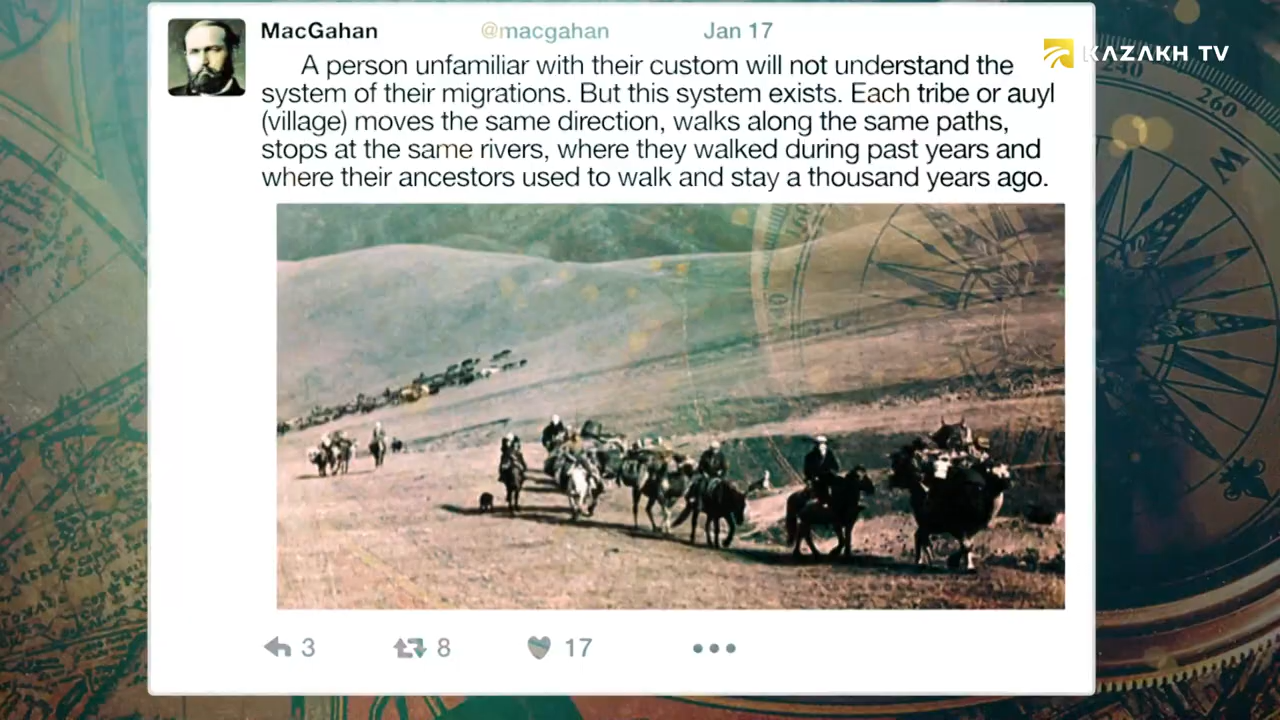 MacGahan @macgahan Jan 17
KAZAKH TV
A person unfamiliar with their custom will not understand the
system of their migrations. But this system exists. Each tribe or auyl
(village) moves the same direction, walks along the same paths,
stops at the same rivers, where they walked during past years and
where their ancestors used to walk and stay a thousand years ago.
240
260
W
3 8 17